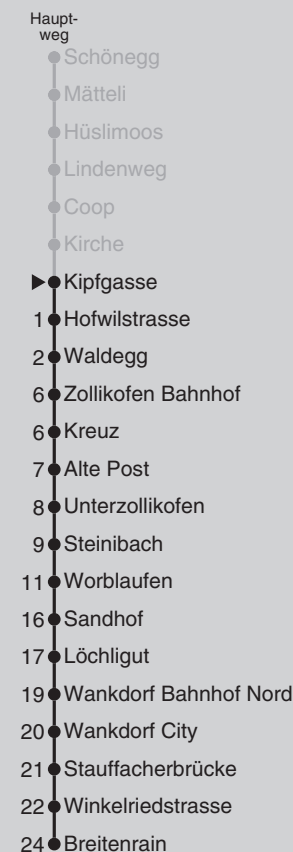 Haupt-
weg
Schönegg
Mätteli
Hüslimoos
Lindenweg
Coop
Kirche
Kipfgasse
1 Hofwilstrasse
2 Waldegg
6 Zollikofen Bahnhof
6 Kreuz
7 Alte Post
8 Unterzollikofen
9 Steinibach
11 Worblaufen
16 Sandhof
17 Löchligut
19 Wankdorf Bahnhof Nord
20 Wankdorf City
21 Stauffacherbrücke
22 Winkelriedstrasse
24 Breitenrain